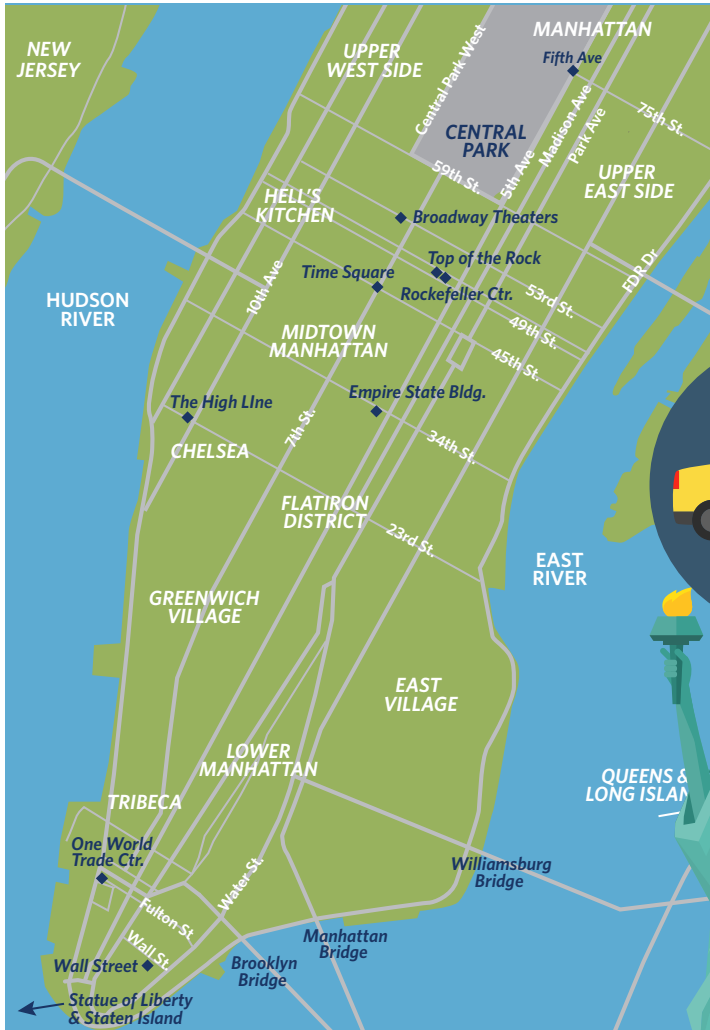 NEW
JERSEY
UPPER
WEST SIDE
Central Park West
MANHATTAN
Fifth Ave
CENTRAL
PARK
Madison Ave
Park Ave
75th St.
59th St.
5th Ave
UPPER
EAST SIDE
HELL'S
KITCHEN
Broadway Theaters
Top of the Rock
Time Square
Rockefeller Ctr.
FDR Dr
10th Ave
HUDSON
RIVER
53rd St.
49th St.
45th St.
MIDTOWN
MANHATTAN
The High LIne
Empire State Bldg.
7th St.
34th St.
CHELSEA
FLATIRON
DISTRICT
23rd St.
EAST
RIVER
GREENWICH
VILLAGE
EAST
VILLAGE
LOWER
MANHATTAN
QUEENS &
LONG ISLAN
TRIBECA
One World
Trade Ctr.
Water St.
Williamsburg
Bridge
Fulton St
Wall St.
Manhattan
Bridge
Wall Street
Brooklyn
Bridge
Statue of Liberty
& Staten Island